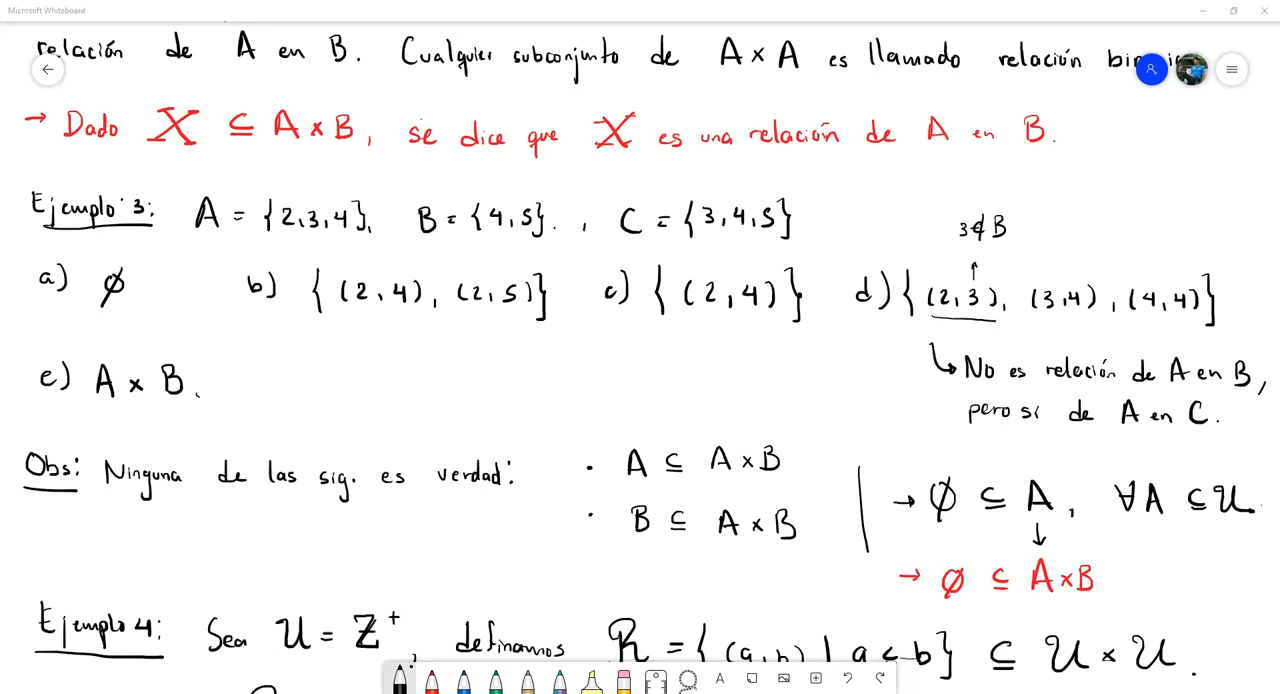 Microsoft Whiteboard
relación de A en B. Cualquier subconjunto de A × A es llamado relación
→ Dado X ⊆ A × B, se dice que X es una relación de A en B.
Ejemplo 3: A = {2,3,4}, B = {4,5}. , C = {3,4,5}
3 ∉ B
a) ∅ b) {(2,4), (2,5)} c) {(2,4)} d) {(2,3), (3,4), (4,4)}
↳ No es relación de A en B,
e) A × B.
pero sí de A en C.
Obs: Ninguna de las sig. es verdad: · A ⊆ A × B
· B ⊆ A × B
→ ∅ ⊆ A, ∀A ⊆ U.
↓
→ ∅ ⊆ A×B
Ejemplo 4: Sea U = Z⁺, definamos R = {(a,b) | a < b} ⊆ U × U.